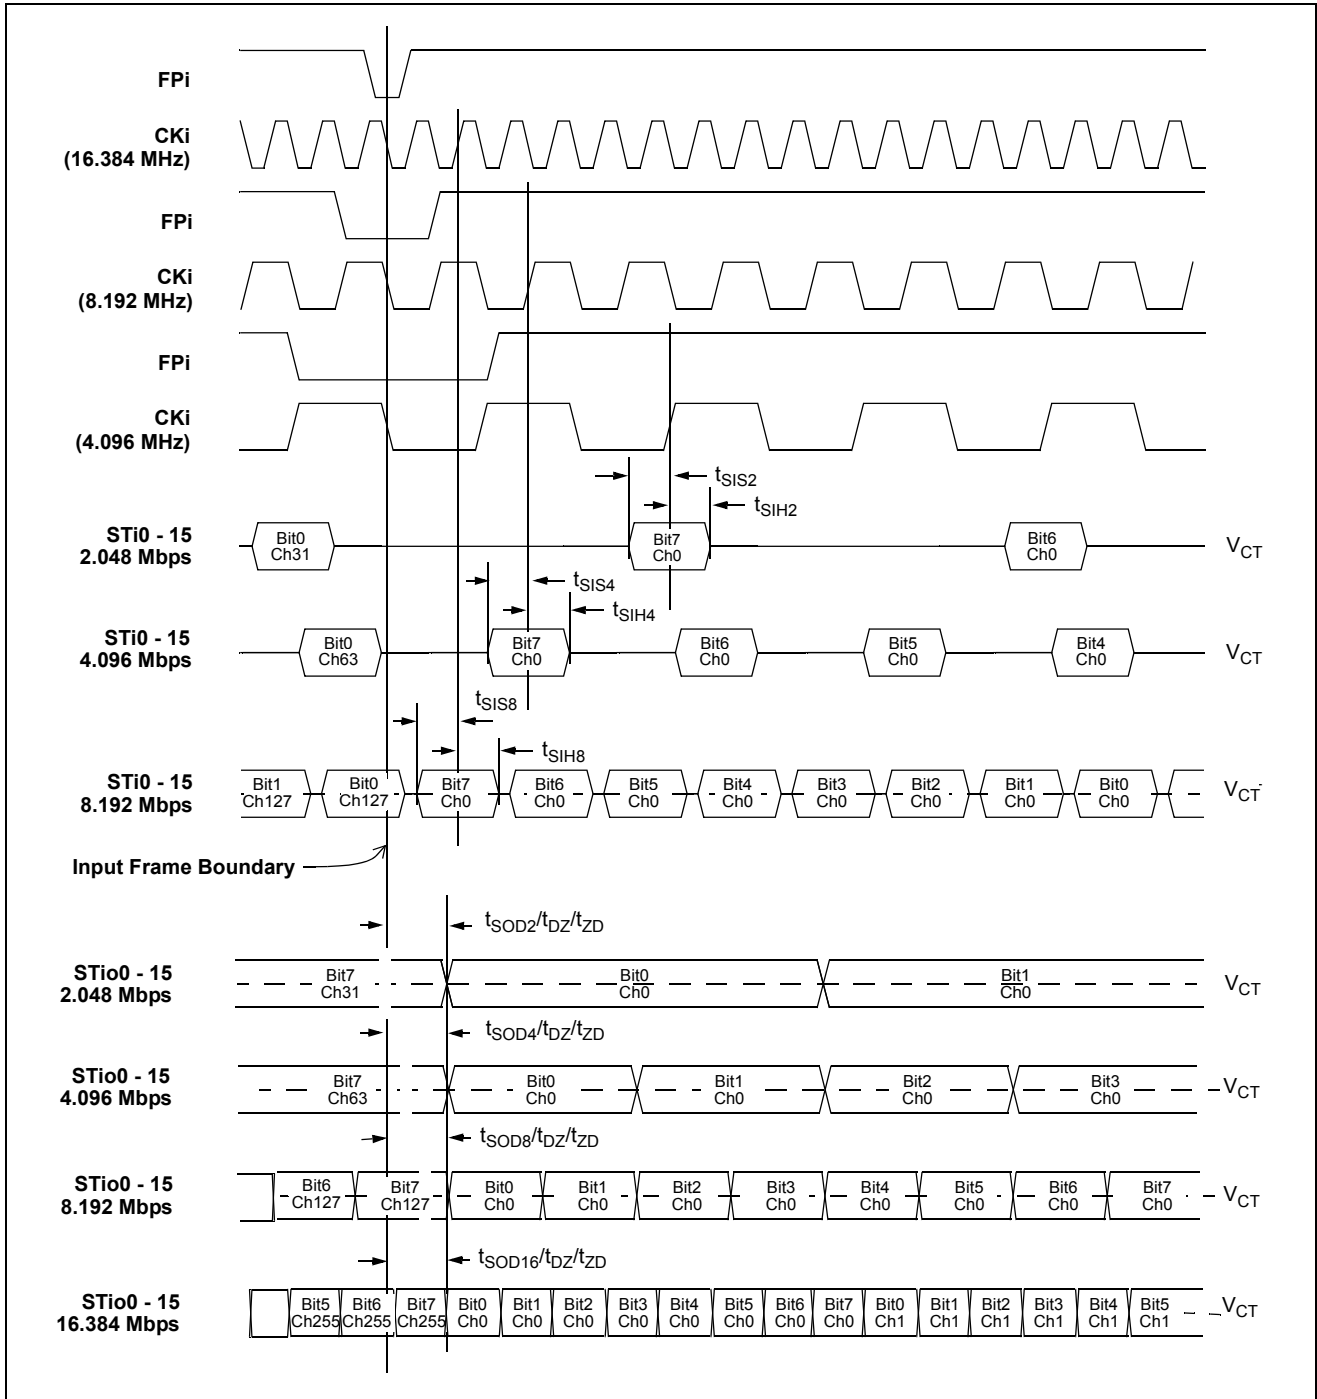 FPi
CKi
(16.384 MHz)
FPi
CKi
(8.192 MHz)
FPi
CKi
(4.096 MHz)
tSIS2
tSIH2
STi0 - 15
2.048 Mbps
Bit0
Ch31
Bit7
Ch0
Bit6
Ch0
VCT
tSIS4
tSIH4
STi0 - 15
4.096 Mbps
Bit0
Ch63
Bit7
Ch0
Bit6
Ch0
Bit5
Ch0
Bit4
Ch0
VCT
tSIS8
tSIH8
STi0 - 15
8.192 Mbps
Bit1
Ch127
Bit0
Ch127
Bit7
Ch0
Bit6
Ch0
Bit5
Ch0
Bit4
Ch0
Bit3
Ch0
Bit2
Ch0
Bit1
Ch0
Bit0
Ch0
VCT
Input Frame Boundary
tSOD2/tDZ/tZD
STio0 - 15
2.048 Mbps
Bit7
Ch31
Bit0
Ch0
Bit1
Ch0
VCT
tSOD4/tDZ/tZD
STio0 - 15
4.096 Mbps
Bit7
Ch63
Bit0
Ch0
Bit1
Ch0
Bit2
Ch0
Bit3
Ch0
VCT
tSOD8/tDZ/tZD
STio0 - 15
8.192 Mbps
Bit6
Ch127
Bit7
Ch127
Bit0
Ch0
Bit1
Ch0
Bit2
Ch0
Bit3
Ch0
Bit4
Ch0
Bit5
Ch0
Bit6
Ch0
Bit7
Ch0
VCT
tSOD16/tDZ/tZD
STio0 - 15
16.384 Mbps
Bit5
Ch255
Bit6
Ch255
Bit7
Ch255
Bit0
Ch0
Bit1
Ch0
Bit2
Ch0
Bit3
Ch0
Bit4
Ch0
Bit5
Ch0
Bit6
Ch0
Bit7
Ch0
Bit0
Ch1
Bit1
Ch1
Bit2
Ch1
Bit3
Ch1
Bit4
Ch1
Bit5
Ch1
VCT